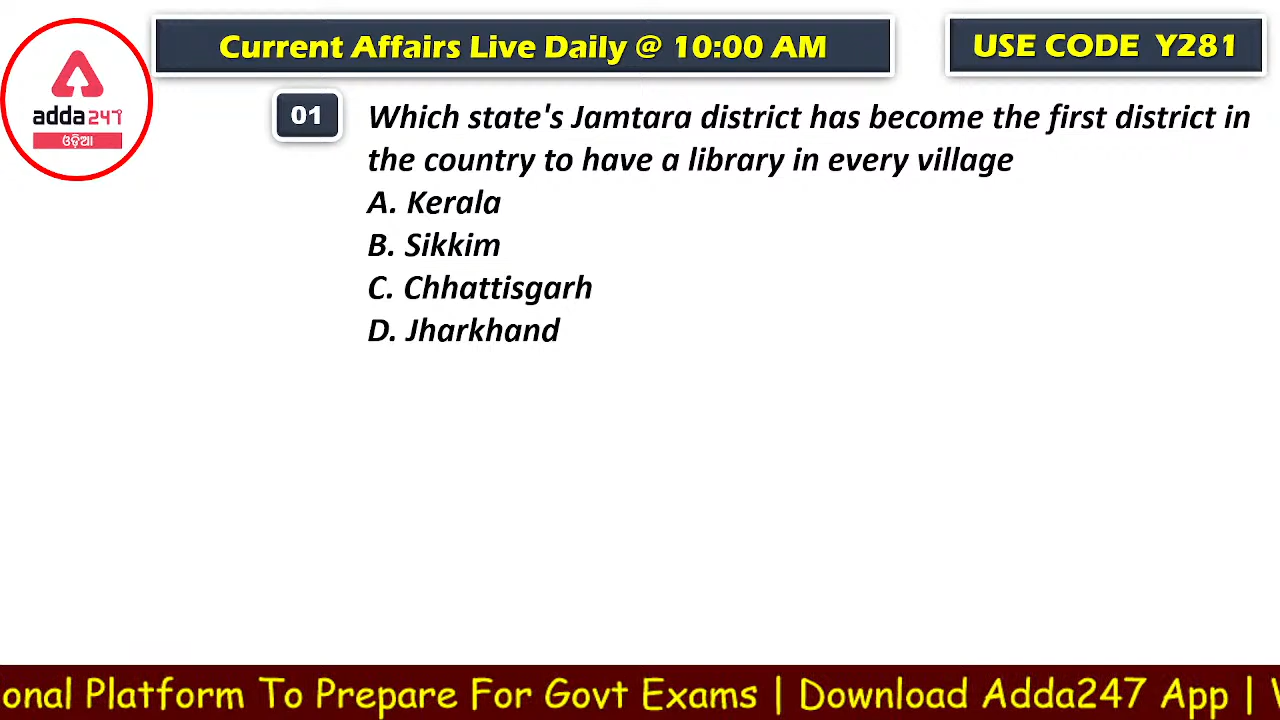 Current Affairs Live Daily @ 10:00 AM
USE CODE Y281
adda247
ଓଡ଼ିଆ
01
Which state's Jamtara district has become the first district in
the country to have a library in every village
A. Kerala
B. Sikkim
C. Chhattisgarh
D. Jharkhand
onal Platform To Prepare For Govt Exams | Download Adda247 App |